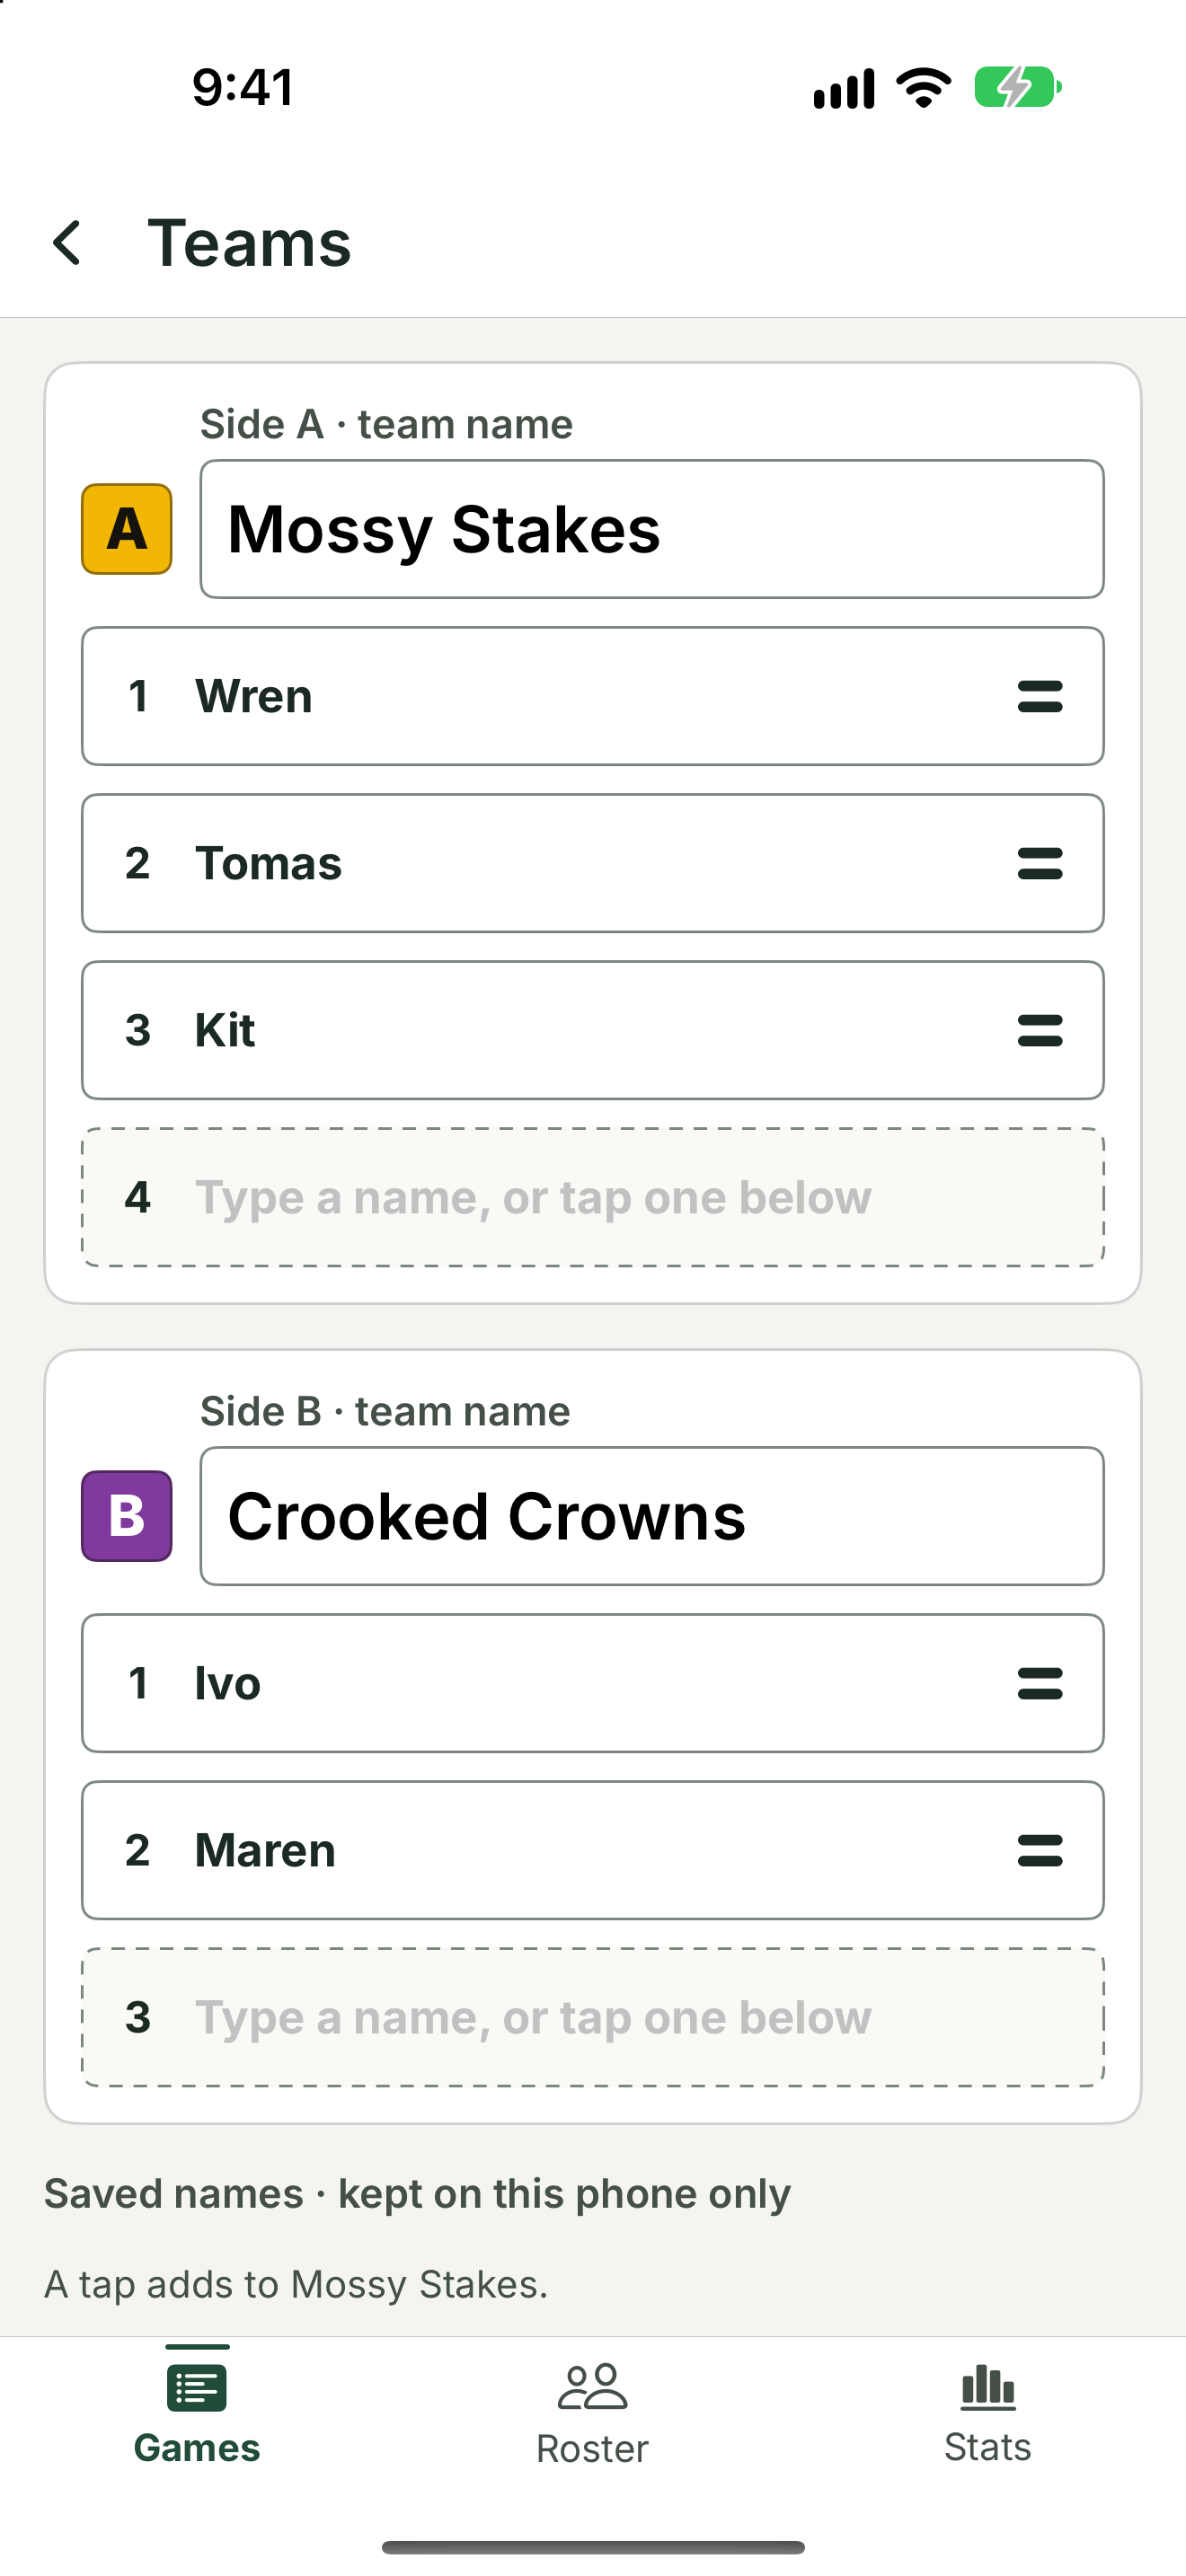 9:41
Teams
Side A · team name
A
Mossy Stakes
1 Wren
2 Tomas
3 Kit
4 Type a name, or tap one below
Side B · team name
B
Crooked Crowns
1 Ivo
2 Maren
3 Type a name, or tap one below
Saved names · kept on this phone only
A tap adds to Mossy Stakes.
Games Roster Stats